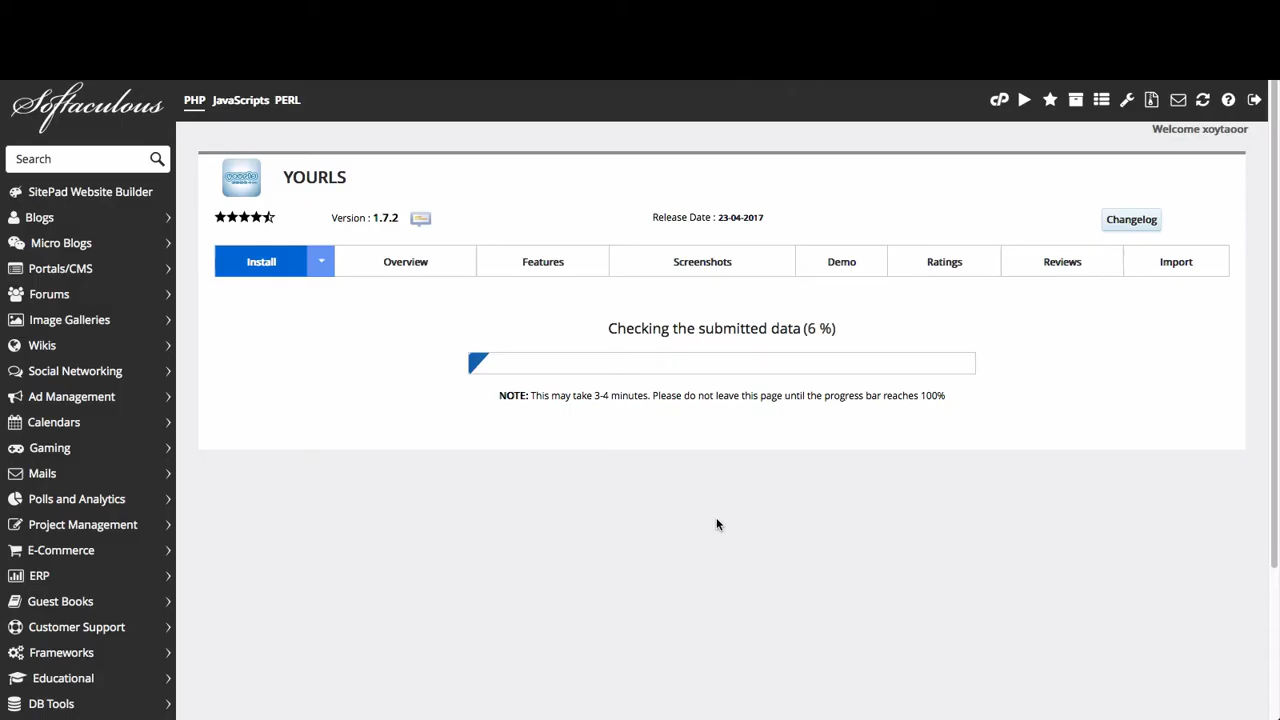 Softaculous
PHP JavaScripts PERL
cP
Welcome xoytaoor
Search
SitePad Website Builder
Blogs
Micro Blogs
Portals/CMS
Forums
Image Galleries
Wikis
Social Networking
Ad Management
Calendars
Gaming
Mails
Polls and Analytics
Project Management
E-Commerce
ERP
Guest Books
Customer Support
Frameworks
Educational
DB Tools
YOURLS
Version : 1.7.2
Release Date : 23-04-2017
Changelog
Install Overview Features Screenshots Demo Ratings Reviews Import
Checking the submitted data (6 %)
NOTE: This may take 3-4 minutes. Please do not leave this page until the progress bar reaches 100%